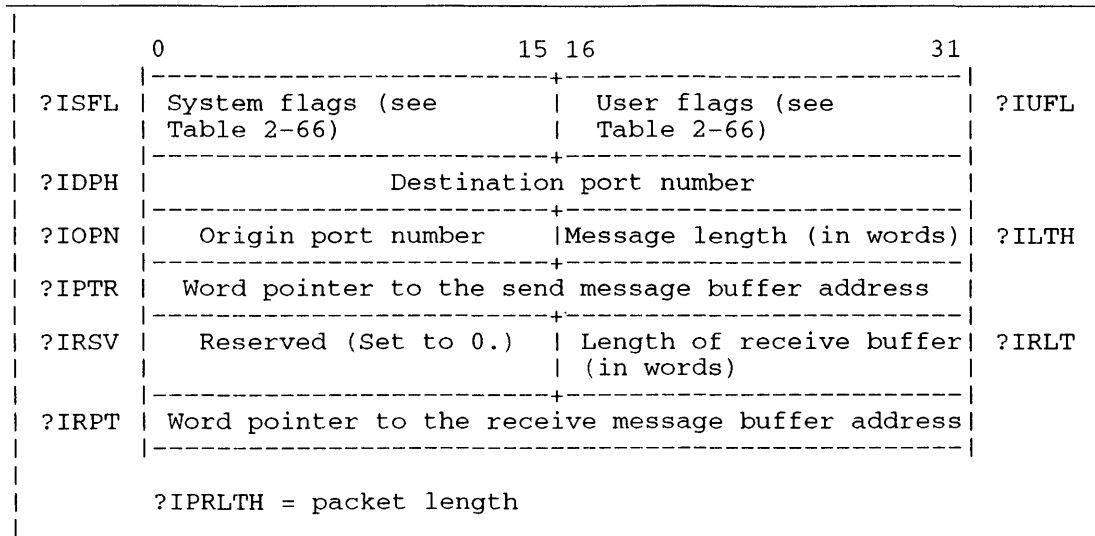 0 15 16 31
?ISFL System flags (see User flags (see ?IUFL
Table 2-66) Table 2-66)
?IDPH Destination port number
?IOPN Origin port number Message length (in words) ?ILTH
?IPTR Word pointer to the send message buffer address
?IRSV Reserved (Set to 0.) Length of receive buffer ?IRLT
(in words)
?IRPT Word pointer to the receive message buffer address
?IPRLTH = packet length